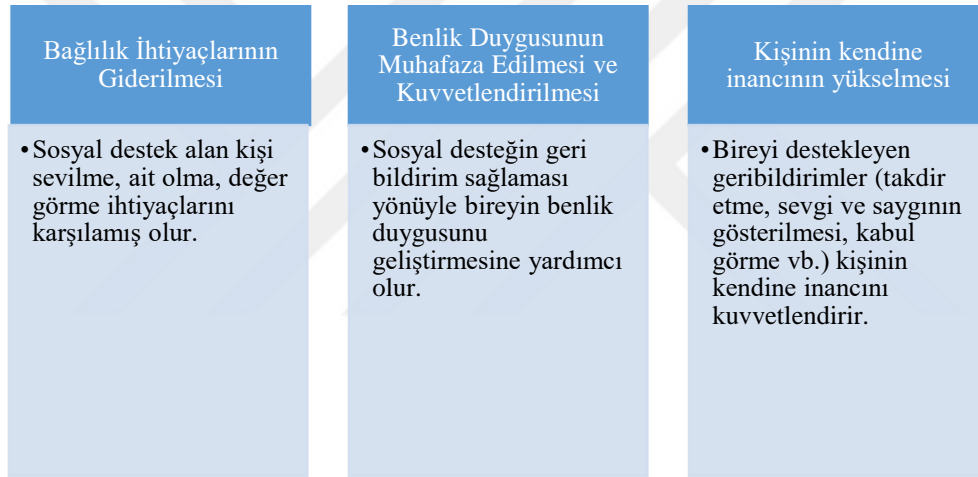 Bağlılık İhtiyaçlarının
Giderilmesi
•Sosyal destek alan kişi
sevilme, ait olma, değer
görme ihtiyaçlarını
karşılamış olur.
Benlik Duygusunun
Muhafaza Edilmesi ve
Kuvvetlendirilmesi
•Sosyal desteğin geri
bildirim sağlaması
yönüyle bireyin benlik
duygusunu
geliştirmesine yardımcı
olur.
Kişinin kendine
inancının yükselmesi
•Bireyi destekleyen
geribildirimler (takdir
etme, sevgi ve saygının
gösterilmesi, kabul
görme vb.) kişinin
kendine inancını
kuvvetlendirir.